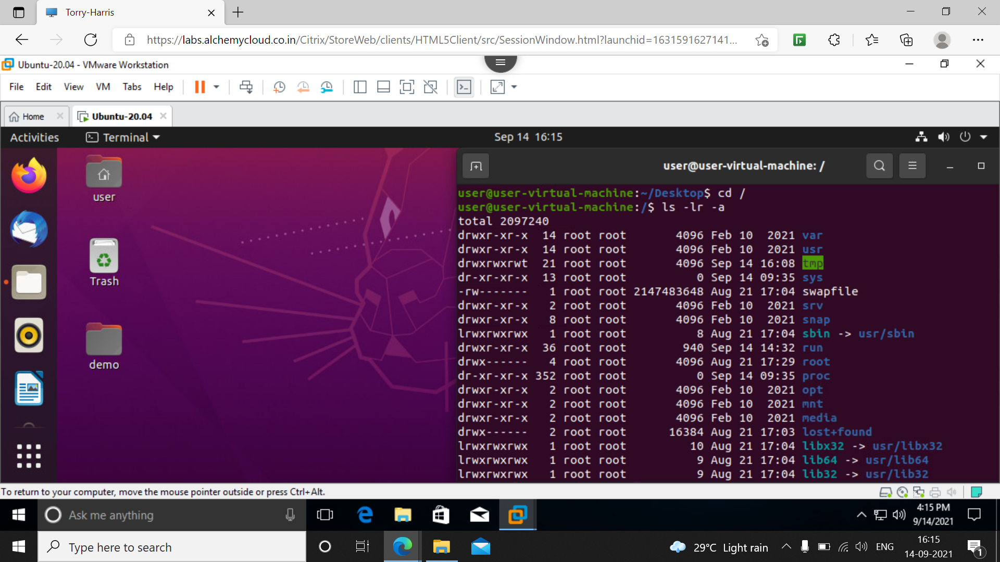 Torry-Harris
https://labs.alchemycloud.co.in/Citrix/StoreWeb/clients/HTML5Client/src/SessionWindow.html?launchid=1631591627141...
Ubuntu-20.04 - VMware Workstation
File Edit View VM Tabs Help
Home Ubuntu-20.04
Activities Terminal Sep 14 16:15
user
Trash
demo
user@user-virtual-machine: /
user@user-virtual-machine:~/Desktop$ cd /
user@user-virtual-machine:/$ ls -lr -a
total 2097240
drwxr-xr-x 14 root root 4096 Feb 10 2021 var
drwxr-xr-x 14 root root 4096 Feb 10 2021 usr
drwxrwxrwt 21 root root 4096 Sep 14 16:08 tmp
dr-xr-xr-x 13 root root 0 Sep 14 09:35 sys
-rw------- 1 root root 2147483648 Aug 21 17:04 swapfile
drwxr-xr-x 2 root root 4096 Feb 10 2021 srv
drwxr-xr-x 8 root root 4096 Feb 10 2021 snap
lrwxrwxrwx 1 root root 8 Aug 21 17:04 sbin -> usr/sbin
drwxr-xr-x 36 root root 940 Sep 14 14:32 run
drwx------ 4 root root 4096 Aug 21 17:29 root
dr-xr-xr-x 352 root root 0 Sep 14 09:35 proc
drwxr-xr-x 2 root root 4096 Feb 10 2021 opt
drwxr-xr-x 2 root root 4096 Feb 10 2021 mnt
drwxr-xr-x 2 root root 4096 Feb 10 2021 media
drwx------ 2 root root 16384 Aug 21 17:03 lost+found
lrwxrwxrwx 1 root root 10 Aug 21 17:04 libx32 -> usr/libx32
lrwxrwxrwx 1 root root 9 Aug 21 17:04 lib64 -> usr/lib64
lrwxrwxrwx 1 root root 9 Aug 21 17:04 lib32 -> usr/lib32
To return to your computer, move the mouse pointer outside or press Ctrl+Alt.
Ask me anything
4:15 PM
9/14/2021
Type here to search
29°C Light rain
ENG
16:15
14-09-2021
1